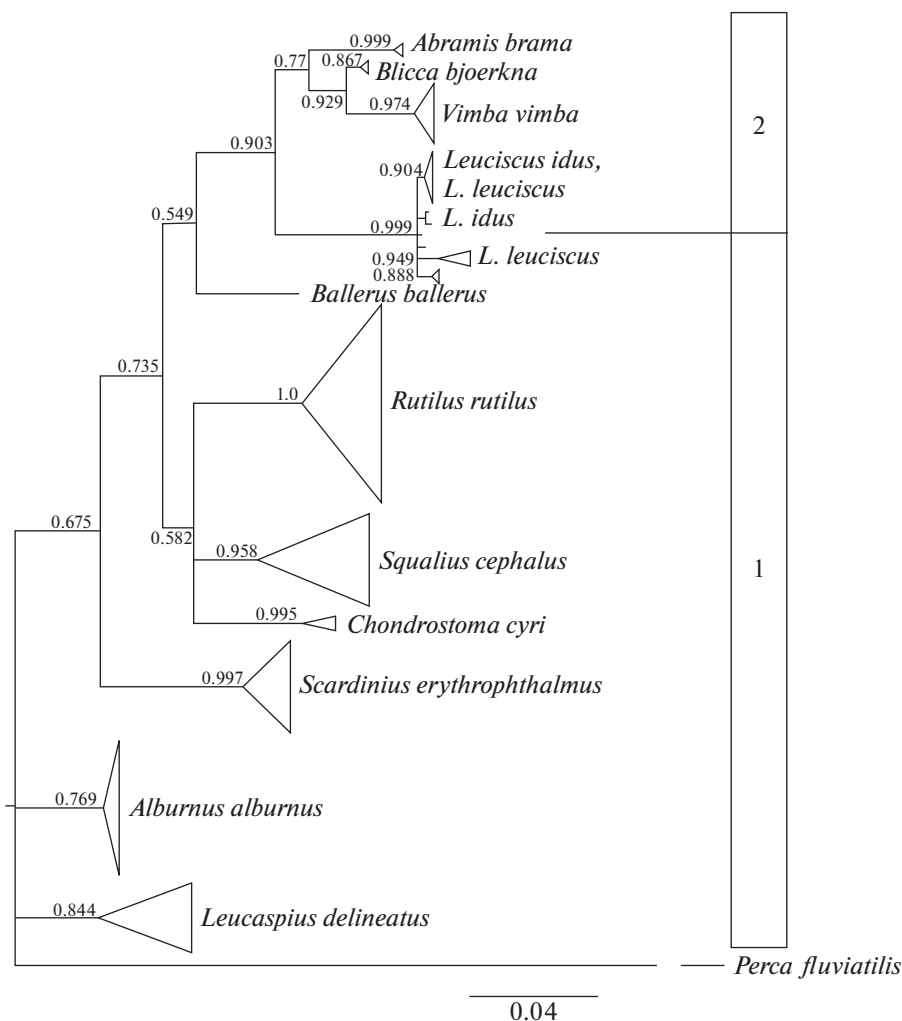 0.999 Abramis brama
0.77
0.867 Blicca bjoerkna
0.929
0.974 Vimba vimba
2
0.903
0.904 Leuciscus idus,
L. leuciscus
0.549
L. idus
0.999
0.949 L. leuciscus
0.888
Ballerus ballerus
0.735
1.0 Rutilus rutilus
0.675
0.582
0.958 Squalius cephalus
1
0.995 Chondrostoma cyri
0.997 Scardinius erythrophthalmus
0.769 Alburnus alburnus
0.844 Leucaspius delineatus
Perca fluviatilis
0.04